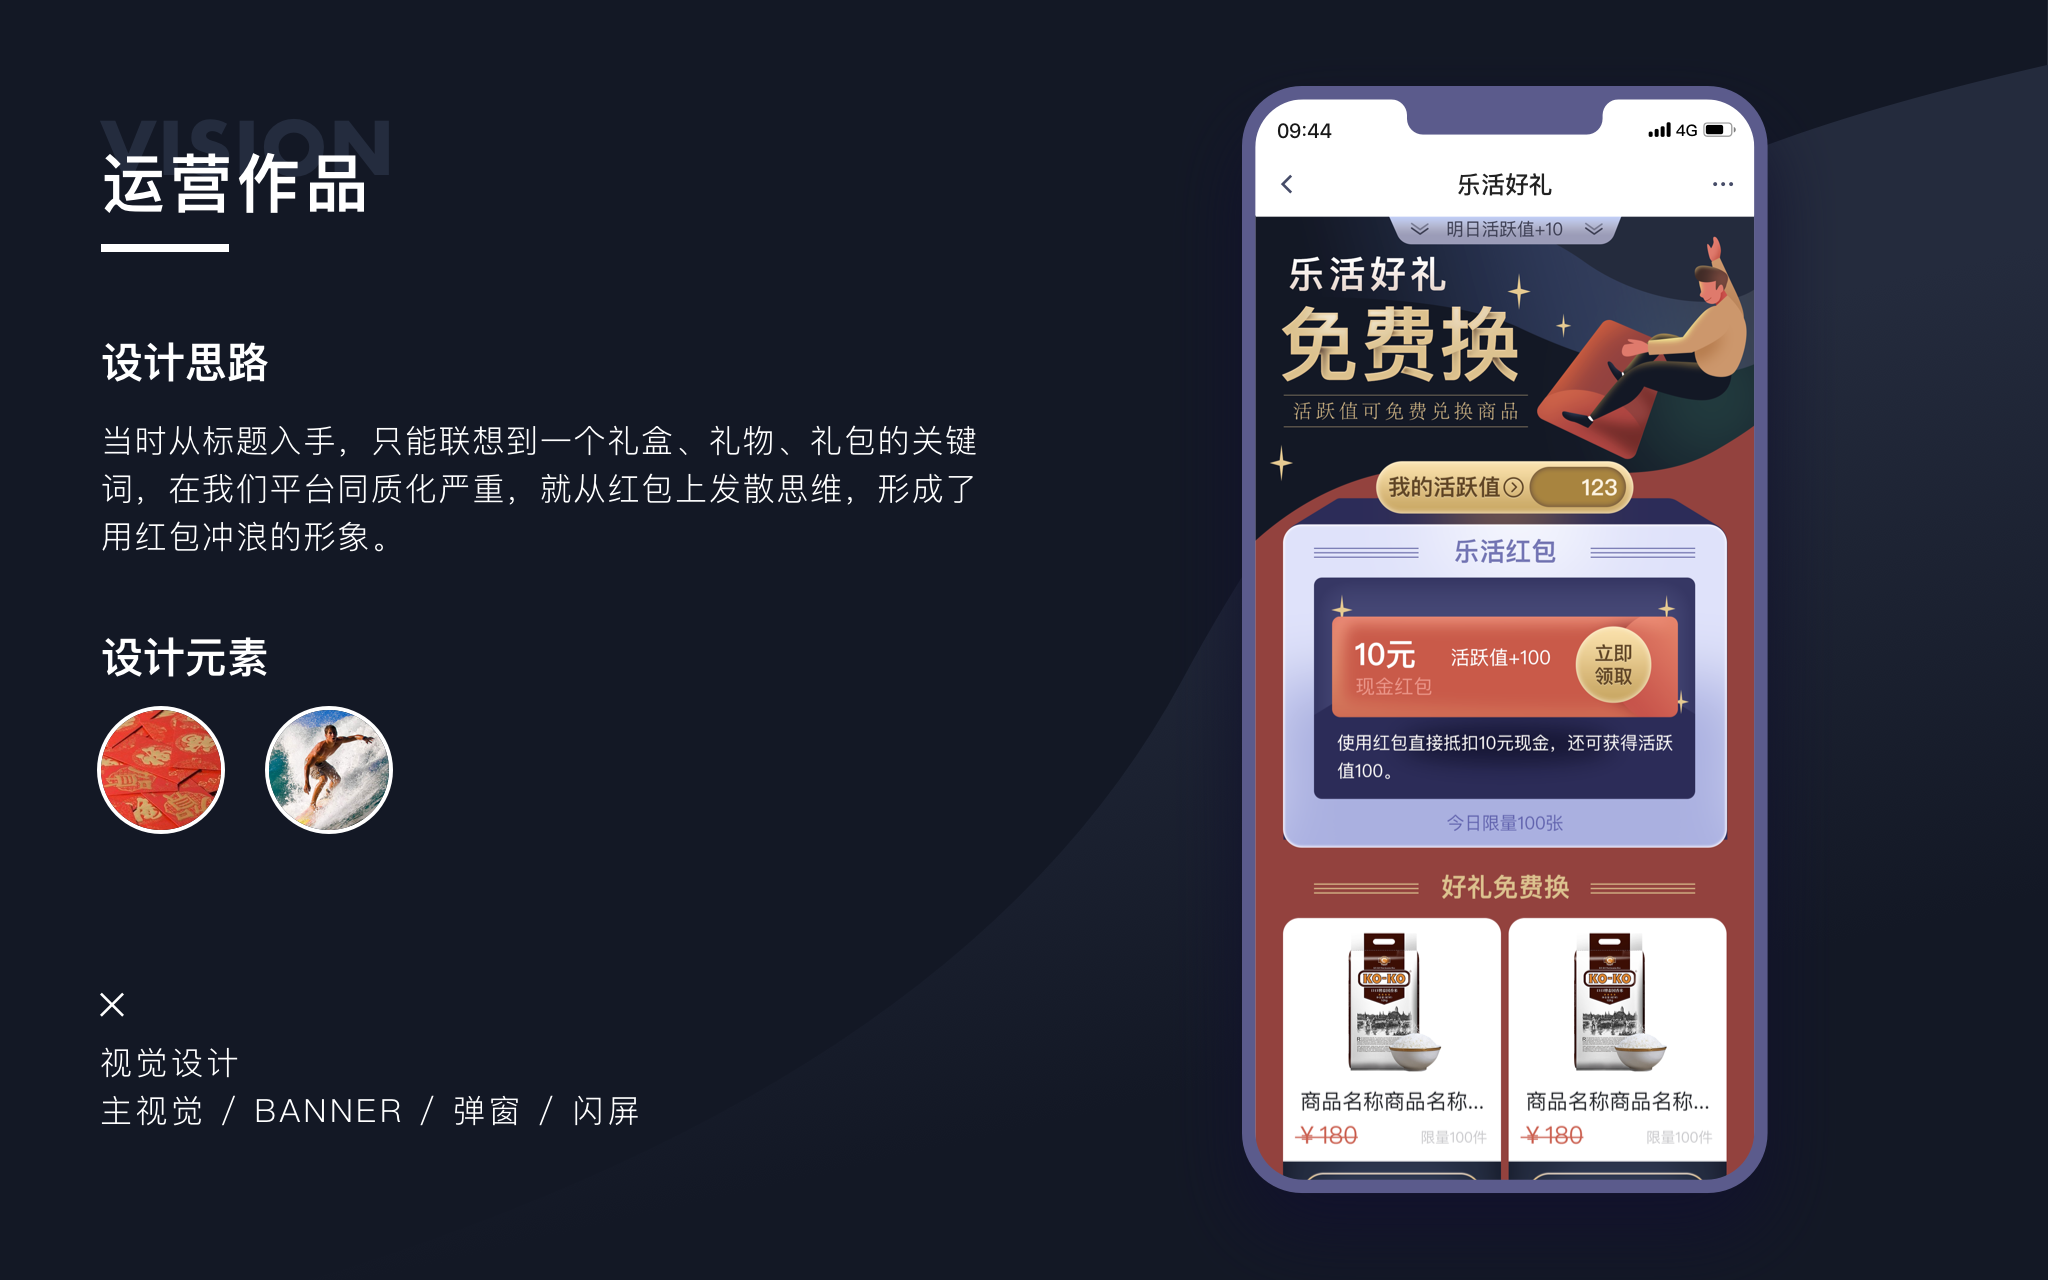 VISION
运营作品
设计思路
当时从标题入手，只能联想到一个礼盒、礼物、礼包的关键
词，在我们平台同质化严重，就从红包上发散思维，形成了
用红包冲浪的形象。
设计元素
视觉设计
主视觉 / BANNER / 弹窗 / 闪屏
09:44
4G
乐活好礼
明日活跃值+10
乐活好礼
免费换
活跃值可免费兑换商品
我的活跃值
123
乐活红包
10元
活跃值+100
现金红包
立即
领取
使用红包直接抵扣10元现金，还可获得活跃
值100。
今日限量100张
好礼免费换
KO-KO
KO-KO
商品名称商品名称...
商品名称商品名称...
¥180
限量100件
¥180
限量100件